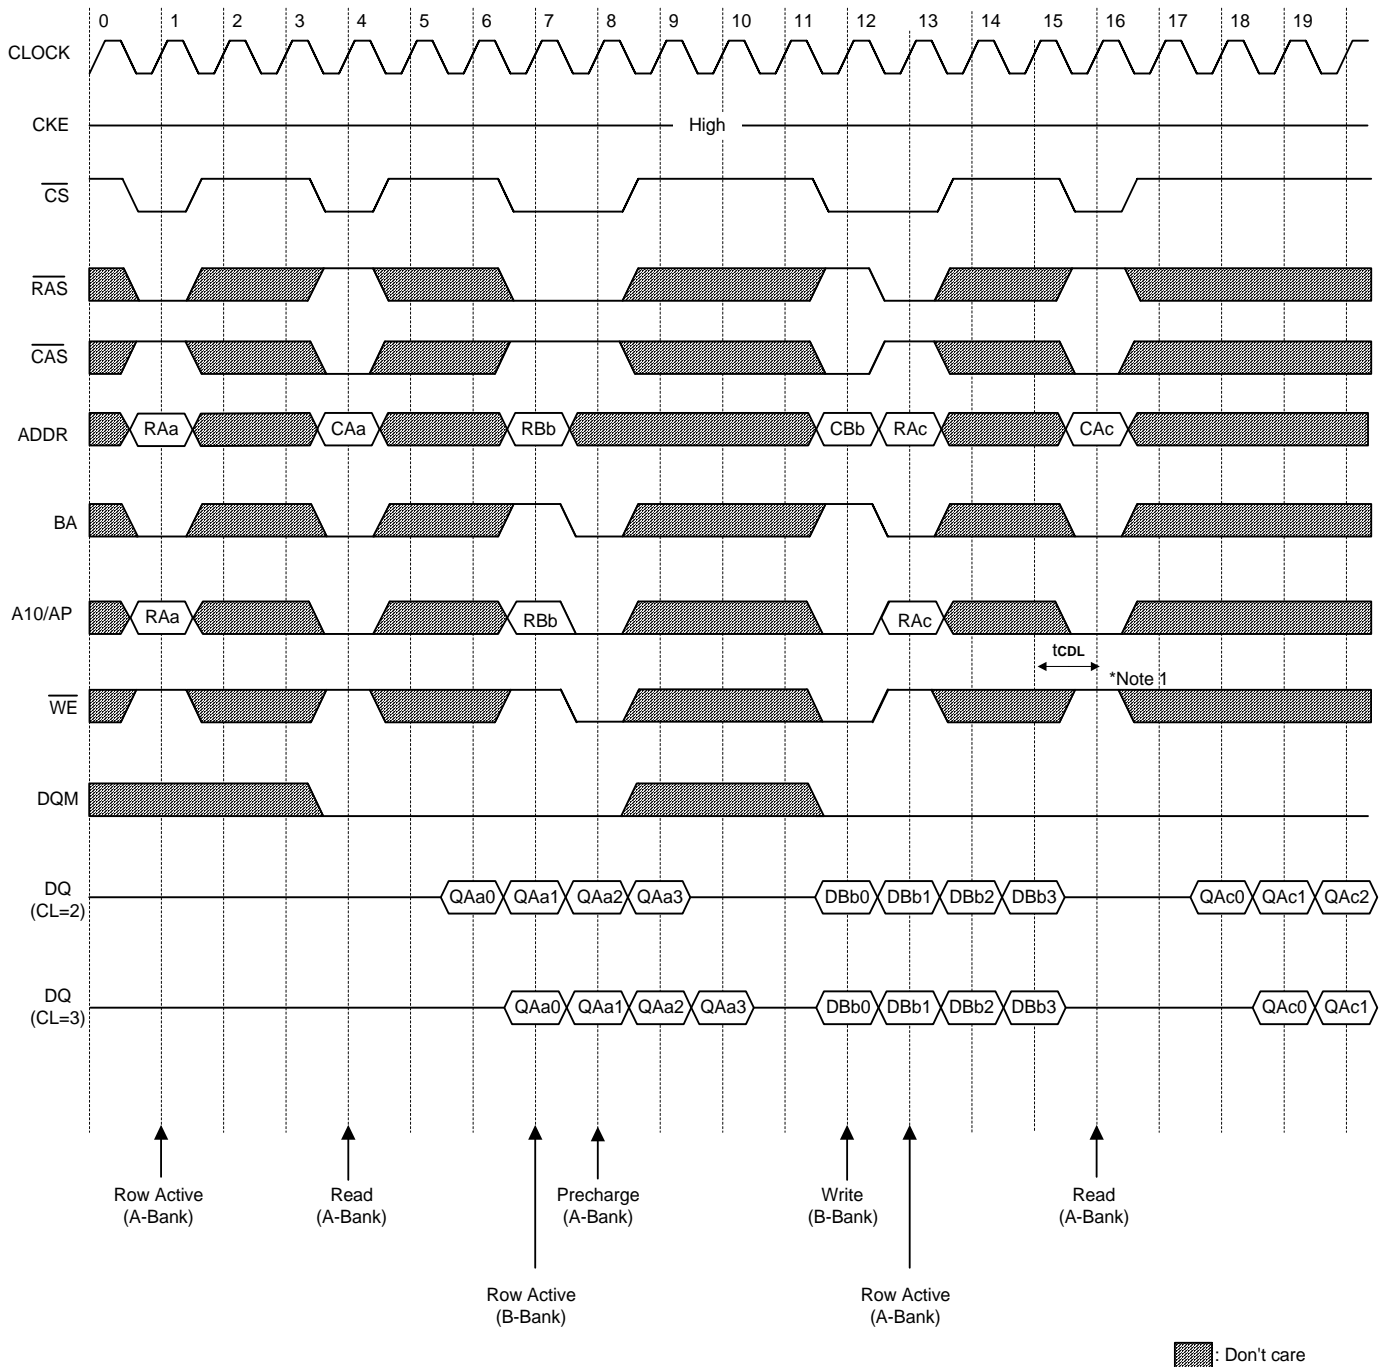 0 1 2 3 4 5 6 7 8 9 10 11 12 13 14 15 16 17 18 19
CLOCK
CKE High
CS
RAS
CAS
ADDR RAa CAa RBb CBb RAc CAc
BA
A10/AP RAa RBb RAc
tCDL
*Note 1
WE
DQM
DQ
(CL=2) QAa0 QAa1 QAa2 QAa3 DBb0 DBb1 DBb2 DBb3 QAc0 QAc1 QAc2
DQ
(CL=3) QAa0 QAa1 QAa2 QAa3 DBb0 DBb1 DBb2 DBb3 QAc0 QAc1
Row Active
(A-Bank)
Read
(A-Bank)
Precharge
(A-Bank)
Write
(B-Bank)
Read
(A-Bank)
Row Active
(B-Bank)
Row Active
(A-Bank)
: Don't care